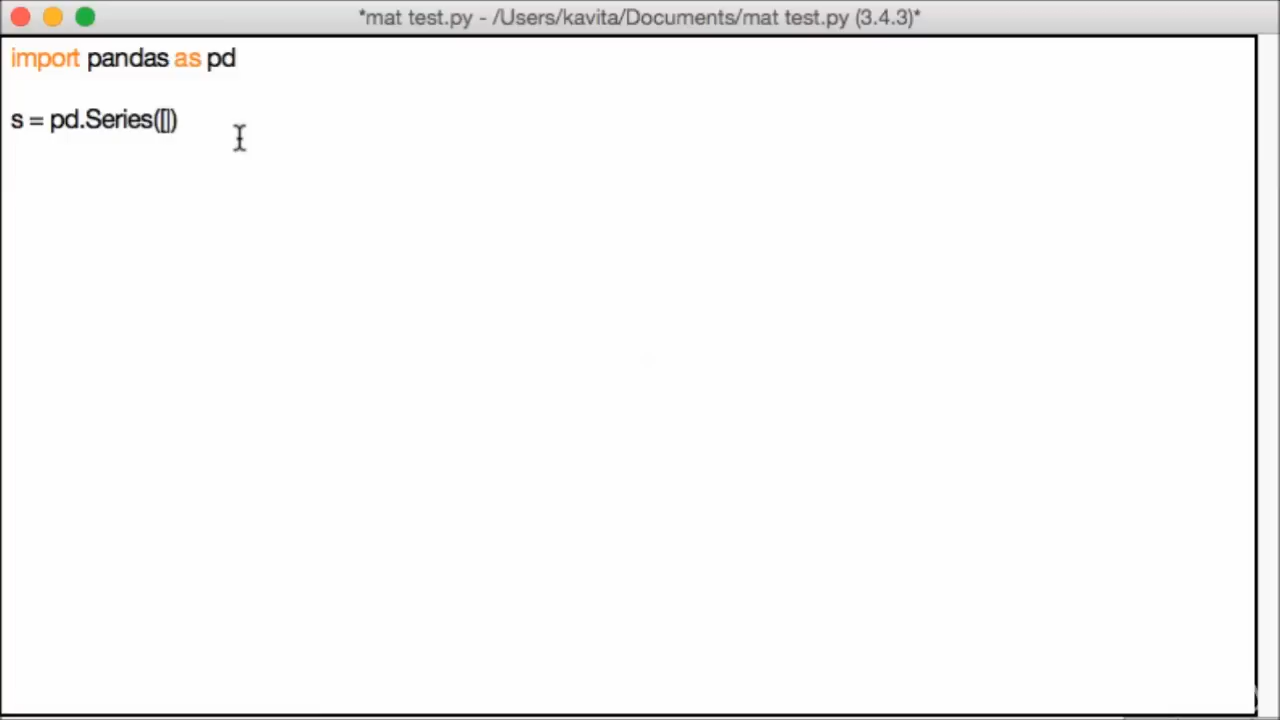 *mat test.py - /Users/kavita/Documents/mat test.py (3.4.3)*
import pandas as pd
s = pd.Series([])